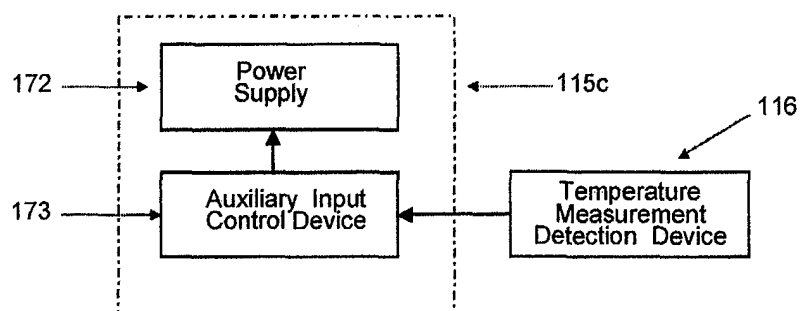 172
Power
Supply
115c
116
173
Auxiliary Input
Control Device
Temperature
Measurement
Detection Device